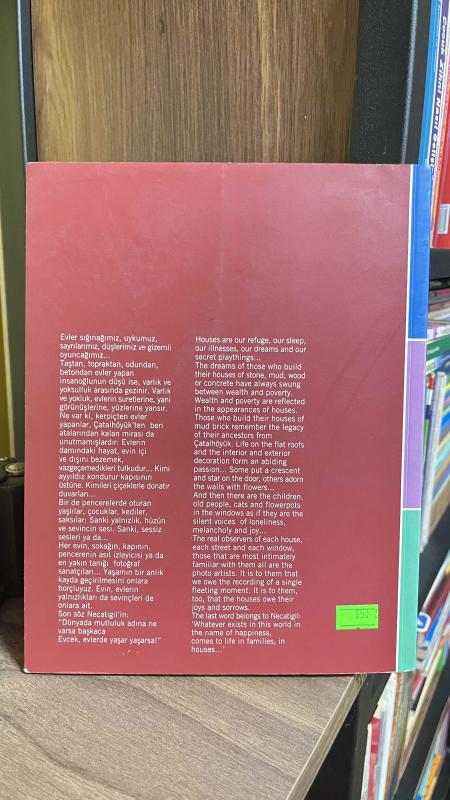 Evler sığınağımız, uykumuz,
sayrılarımız, düşlerimiz ve gizemli
oyuncağımız...
Taştan, topraktan, odundan,
betondan evler yapan
insanoğlunun düşü ise, varlık ve
yoksulluk arasında gezinir. Varlık
ve yokluk, evlerin suretlerine, yani
görünüşlerine, yüzlerine yansır.
Ne var ki, kerpiçten evler
yapanlar, Çatalhöyük'ten beri
atalarından kalan mirası da
unutmamışlardır: Evlerin
damındaki hayat, evin içi
ve dışını bezemek,
vazgeçemedikleri tutkudur... Kimi
ayyıldız kondurur kapısının
üstüne. Kimileri çiçeklerle donatır
duvarları...
Bir de pencerelerde oturan
yaşlılar, çocuklar, kediler,
saksılar: Sanki yalnızlık, hüzün
ve sevincin sesi. Sanki, sessiz
sesleri ya da...
Her evin, sokağın, kapının,
pencerenin asıl izleyicisi ya da
en yakın tanığı fotoğraf
sanatçıları... Yaşamın bir anlık
kayda geçirilmesini onlara
borçluyuz. Evin, evlerin
yalnızlıkları da sevinçleri de
onlara ait.
Son söz Necatigil'in:
"Dünyada mutluluk adına ne
varsa başkaca
Evcek, evlerde yaşar yaşarsa!"
Houses are our refuge, our sleep,
our illnesses, our dreams and our
secret playthings...
The dreams of those who build
their houses of stone, mud, wood
or concrete have always swung
between wealth and poverty.
Wealth and poverty are reflected
in the appearances of houses.
Those who build their houses of
mud brick remember the legacy
of their ancestors from
Çatalhöyük. Life on the flat roofs
and the interior and exterior
decoration form an abiding
passion... Some put a crescent
and star on the door, others adorn
the walls with flowers...
And then there are the children,
old people, cats and flowerpots
in the windows as if they are the
silent voices of loneliness,
melancholy and joy...
The real observers of each house,
each street and each window,
those that are most intimately
familiar with them all are the
photo artists. It is to them that
we owe the recording of a single
fleeting moment. It is to them,
too, that the houses owe their
joys and sorrows.
The last word belongs to Necatigil:
'Whatever exists in this world in
the name of happiness,
comes to life in families, in
houses...'
950
Çocuk Zihni Nasıl Gelişir